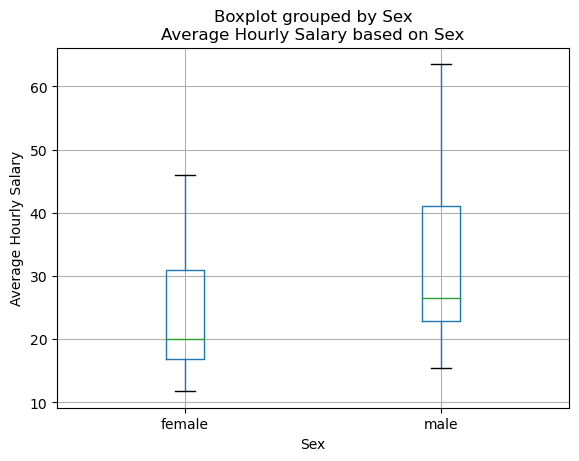 Boxplot grouped by Sex
Average Hourly Salary based on Sex
60
50
40
30
20
10
Average Hourly Salary
female
male
Sex